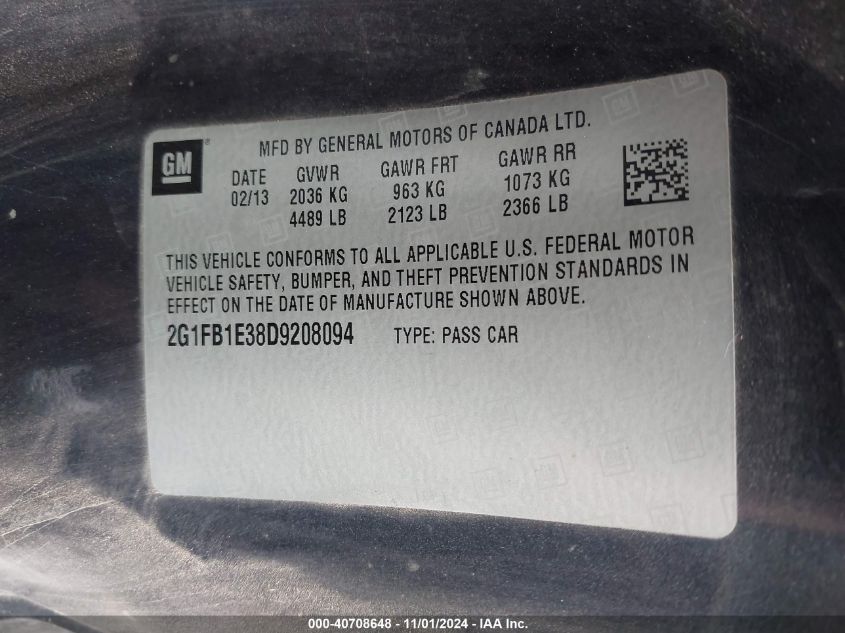 GM ®
MFD BY GENERAL MOTORS OF CANADA LTD.
DATE GVWR GAWR FRT GAWR RR
02/13 2036 KG 963 KG 1073 KG
4489 LB 2123 LB 2366 LB
THIS VEHICLE CONFORMS TO ALL APPLICABLE U.S. FEDERAL MOTOR
VEHICLE SAFETY, BUMPER, AND THEFT PREVENTION STANDARDS IN
EFFECT ON THE DATE OF MANUFACTURE SHOWN ABOVE.
2G1FB1E38D9208094 TYPE: PASS CAR
000-40708648 - 11/01/2024 - IAA Inc.